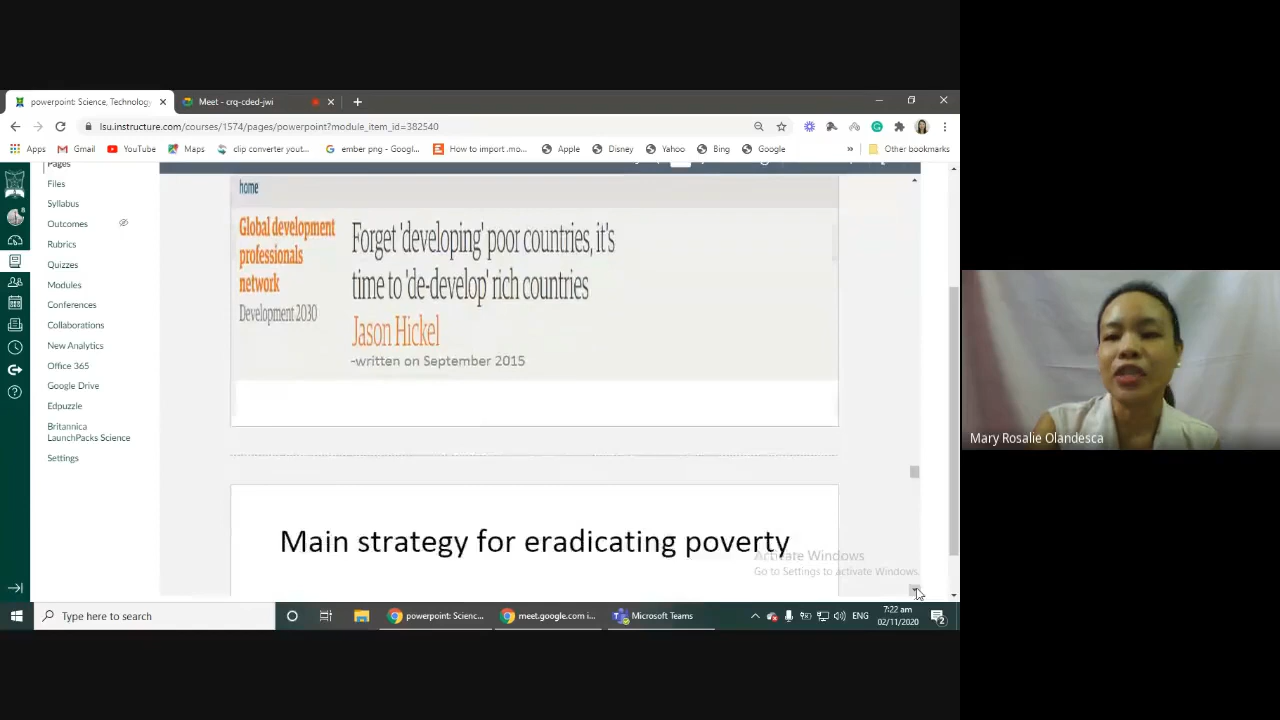 powerpoint: Science, Technology
Meet - crq-cded-jwi
lsu.instructure.com/courses/1574/pages/powerpoint?module_item_id=382540
Apps
Gmail
YouTube
Maps
clip converter yout...
ember png - Googl...
How to import .mo...
Apple
Disney
Yahoo
Bing
Google
»
Other bookmarks
Pages
Files
Syllabus
Outcomes
Rubrics
Quizzes
Modules
Conferences
Collaborations
New Analytics
Office 365
Google Drive
Edpuzzle
Britannica
LaunchPacks Science
Settings
home
Global development
professionals
network
Development 2030
Forget 'developing' poor countries, it's
time to 'de-develop' rich countries
Jason Hickel
-written on September 2015
Main strategy for eradicating poverty
Activate Windows
Go to Settings to activate Windows.
Mary Rosalie Olandesca
Type here to search
powerpoint: Scienc...
meet.google.com i...
Microsoft Teams
ENG
7:22 am
02/11/2020
2